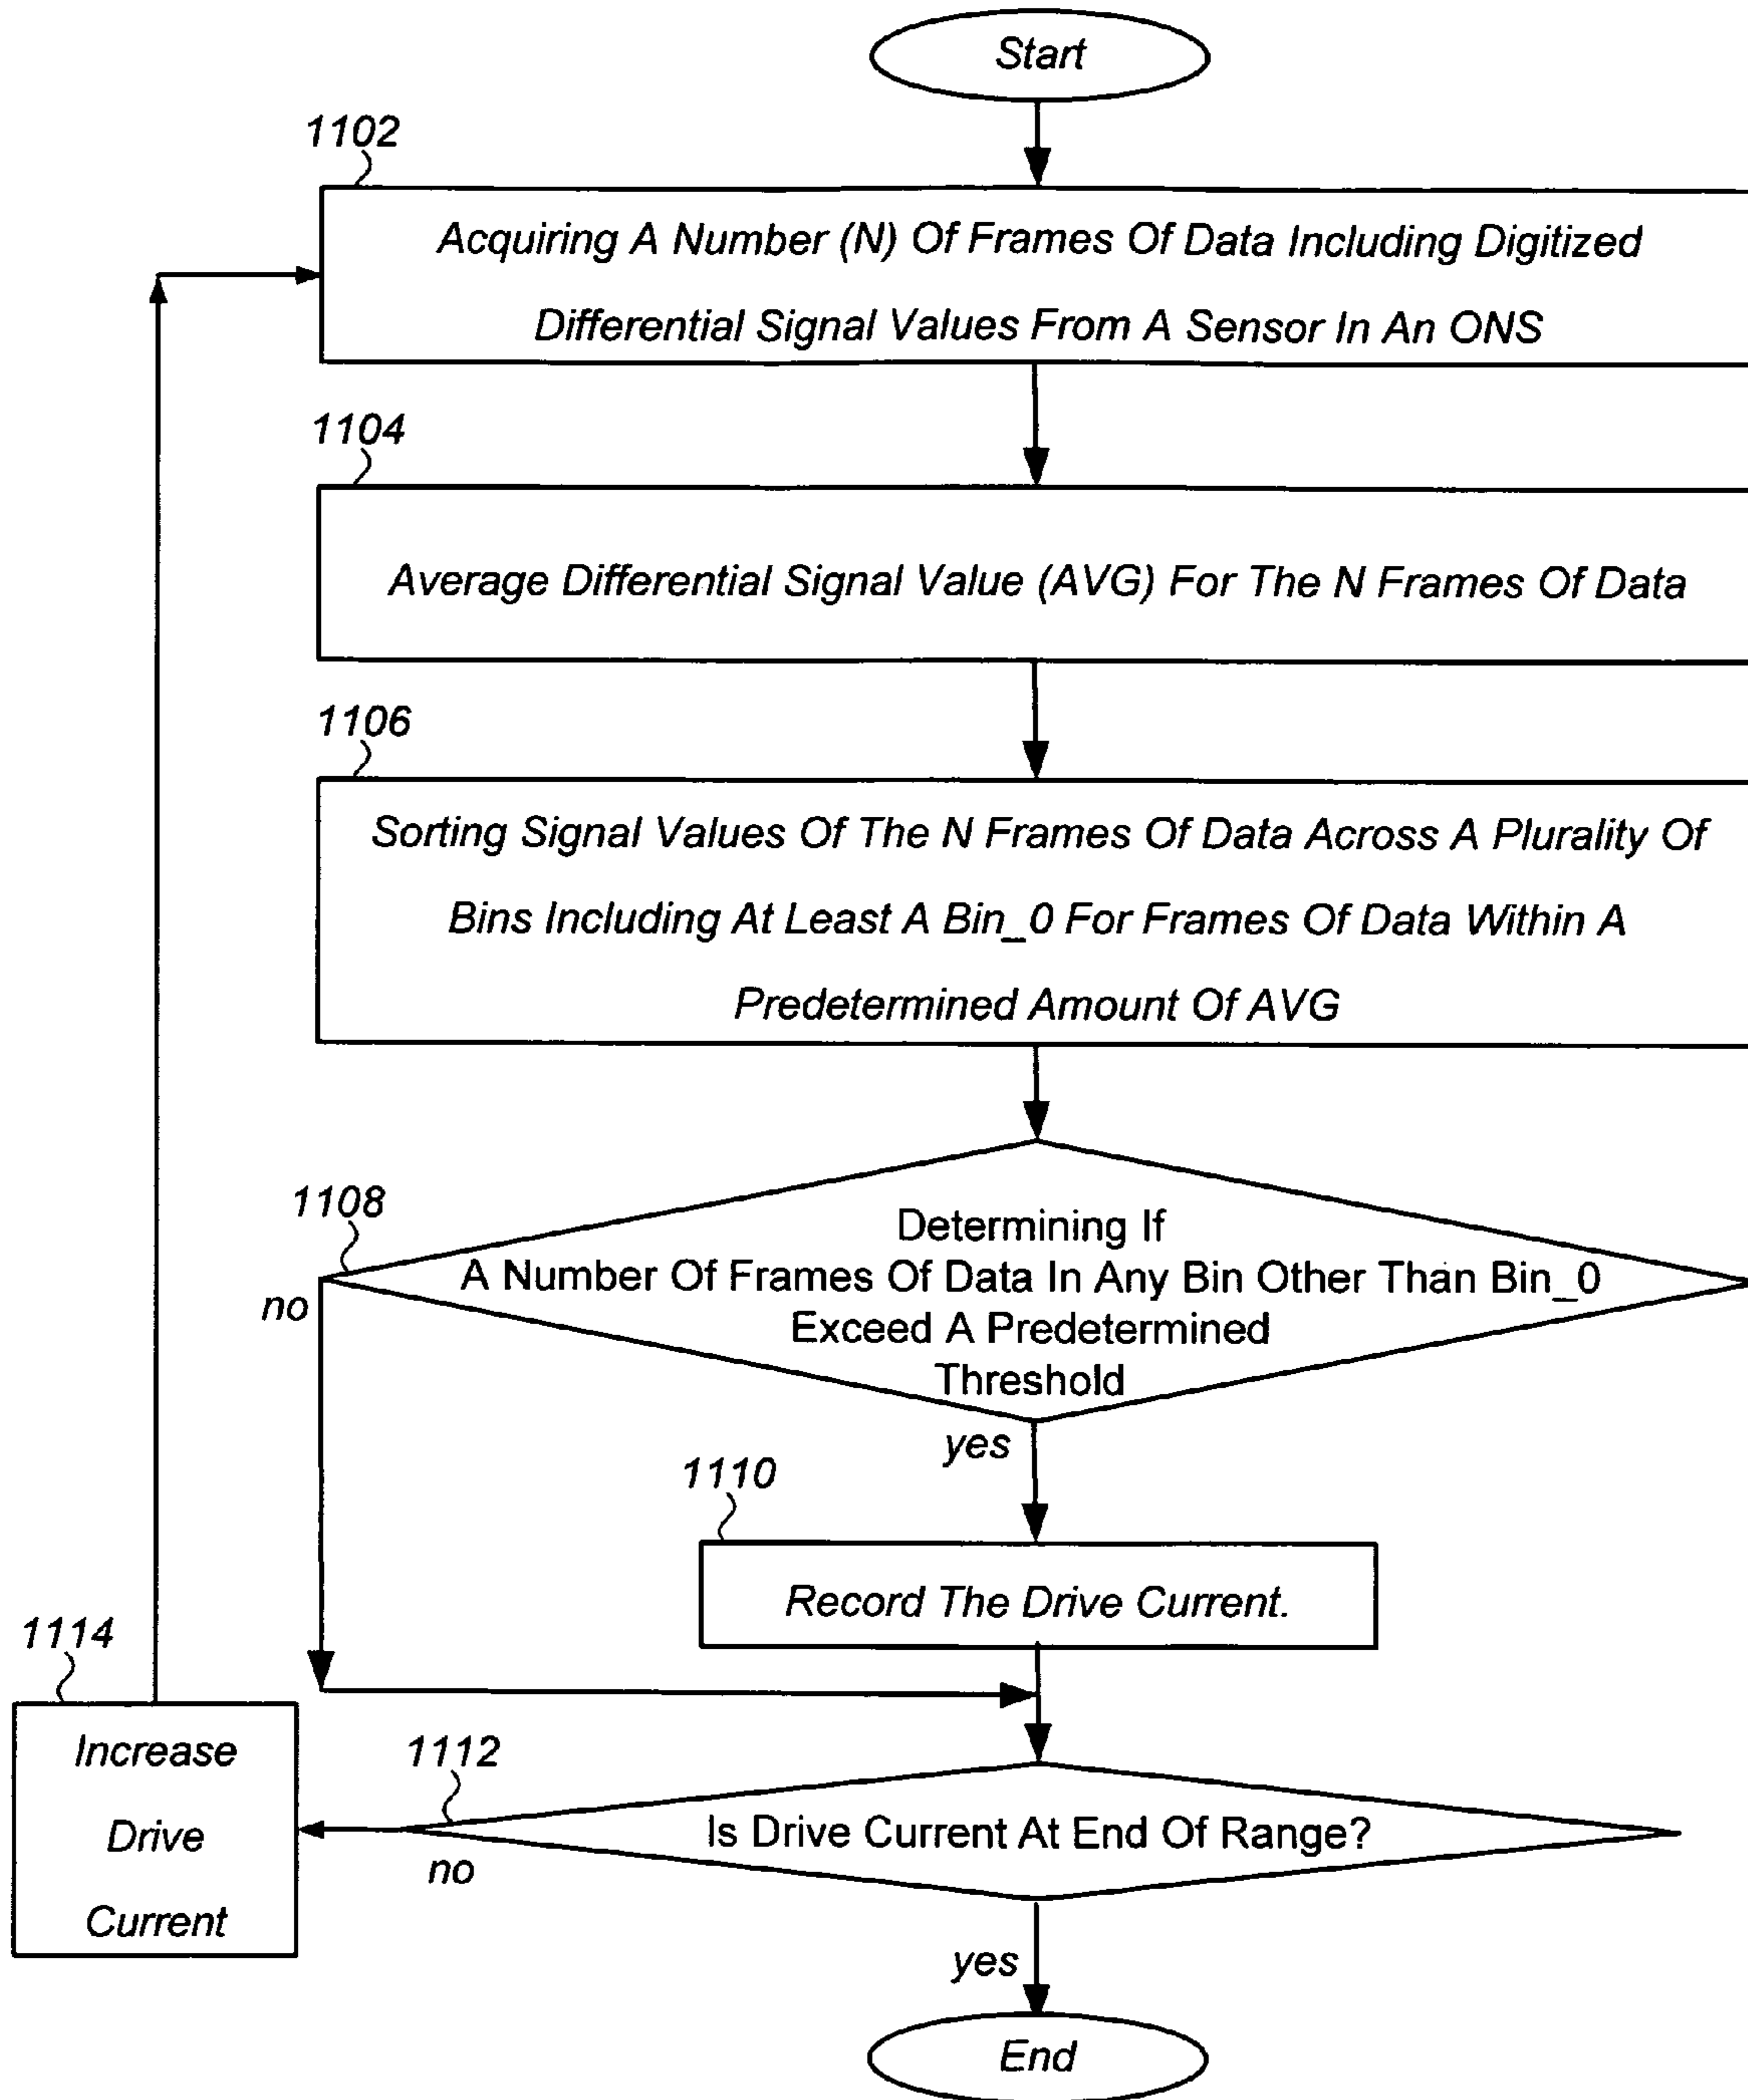 Start
1102
Acquiring A Number (N) Of Frames Of Data Including Digitized
Differential Signal Values From A Sensor In An ONS
1104
Average Differential Signal Value (AVG) For The N Frames Of Data
1106
Sorting Signal Values Of The N Frames Of Data Across A Plurality Of
Bins Including At Least A Bin_0 For Frames Of Data Within A
Predetermined Amount Of AVG
1108
Determining If
A Number Of Frames Of Data In Any Bin Other Than Bin_0
Exceed A Predetermined
Threshold
no
yes
1110
Record The Drive Current.
1114
Increase
Drive
Current
1112
Is Drive Current At End Of Range?
no
yes
End